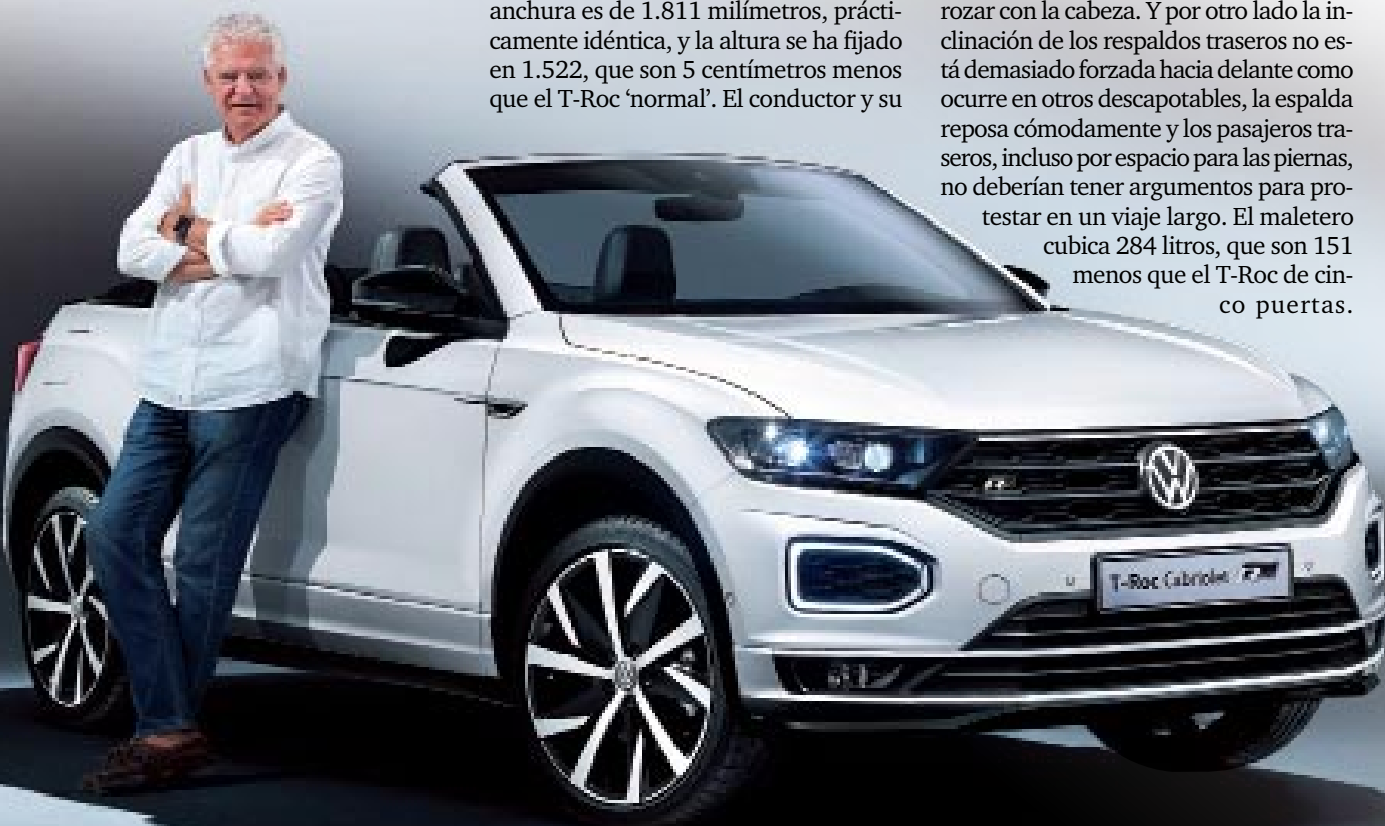 anchura es de 1.811 milímetros, prácti-
camente idéntica, y la altura se ha fijado
en 1.522, que son 5 centímetros menos
que el T-Roc ‘normal’. El conductor y su
rozar con la cabeza. Y por otro lado la in-
clinación de los respaldos traseros no es-
tá demasiado forzada hacia delante como
ocurre en otros descapotables, la espalda
reposa cómodamente y los pasajeros tra-
seros, incluso por espacio para las piernas,
no deberían tener argumentos para pro-
testar en un viaje largo. El maletero
cubica 284 litros, que son 151
menos que el T-Roc de cin-
co puertas.
T-Roc Cabriolet